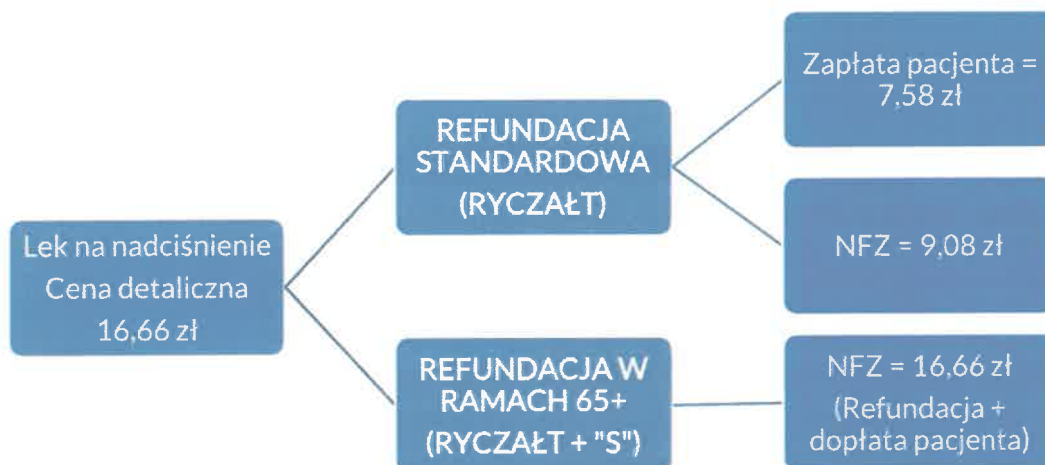 Lek na nadciśnienie
Cena detaliczna
16,66 zł
REFUNDACJA
STANDARDOWA
(RYCZAŁT)
Zapłata pacjenta =
7,58 zł
NFZ = 9,08 zł
REFUNDACJA W
RAMACH 65+
(RYCZAŁT + "S")
NFZ = 16,66 zł
(Refundacja +
dopłata pacjenta)